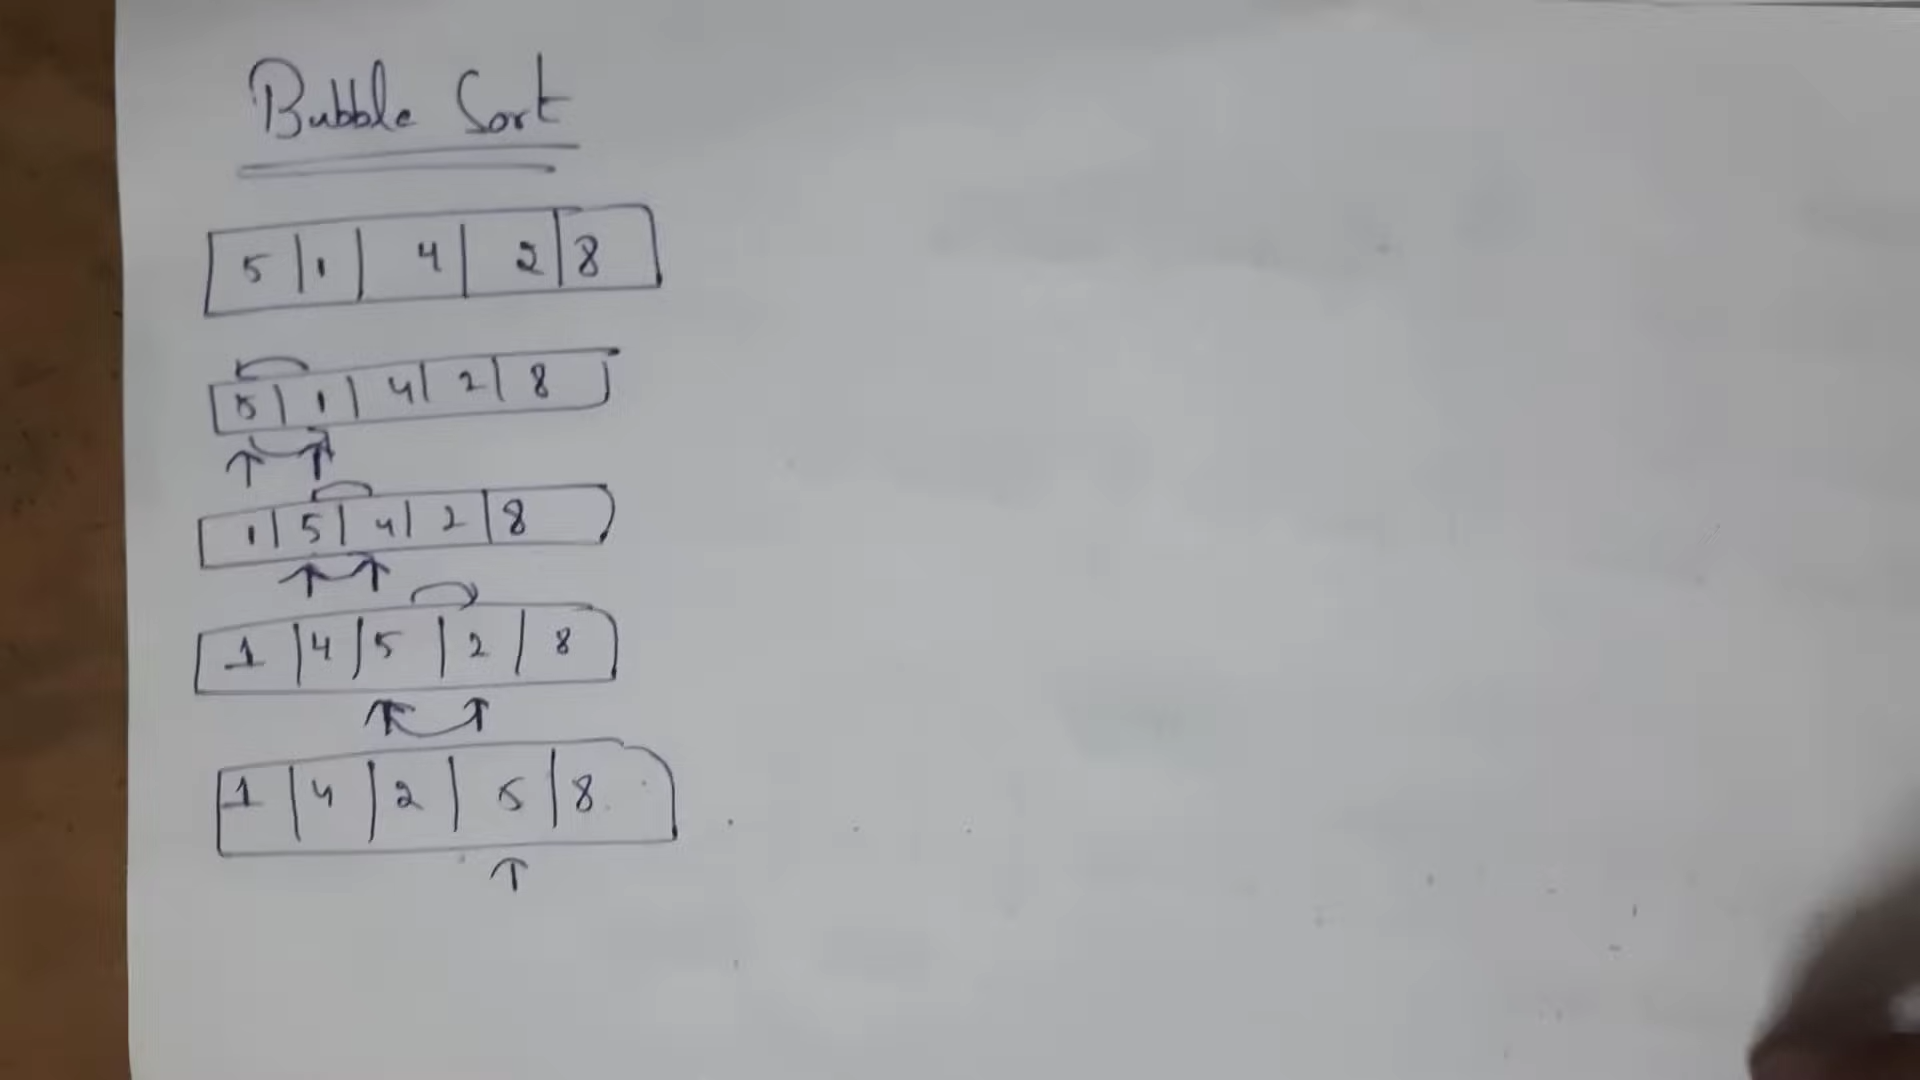 Bubble Sort
5 | 1 | 4 | 2 | 8
5 | 1 | 4 | 2 | 8
1 | 5 | 4 | 2 | 8
1 | 4 | 5 | 2 | 8
1 | 4 | 2 | 5 | 8